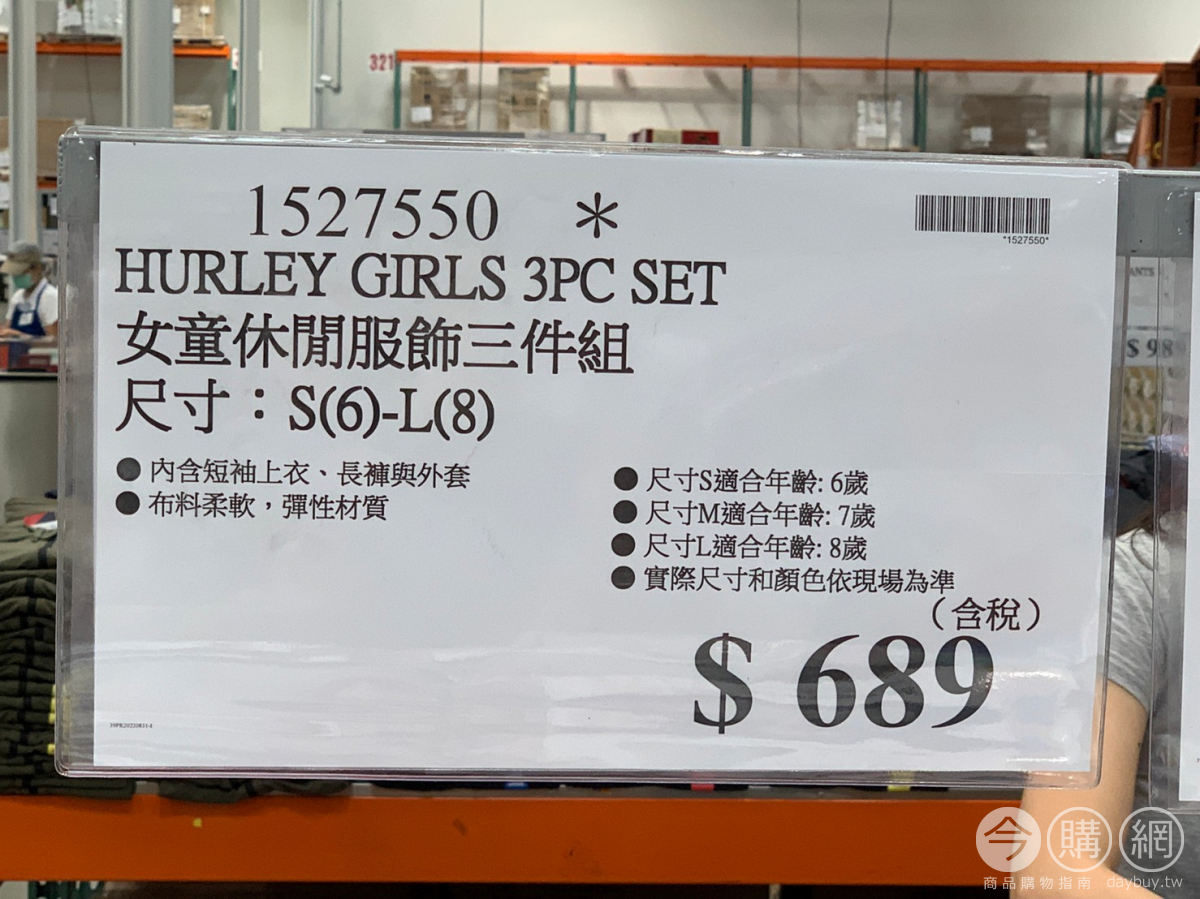 321
1527550 *
*1527550*
HURLEY GIRLS 3PC SET
女童休閒服飾三件組
尺寸：S(6)-L(8)
● 內含短袖上衣、長褲與外套
● 布料柔軟，彈性材質
● 尺寸S適合年齡: 6歲
● 尺寸M適合年齡: 7歲
● 尺寸L適合年齡: 8歲
● 實際尺寸和顏色依現場為準
（含稅）
$ 689
ANTS
$ 98
今購網
商品購物指南 daybuy.tw